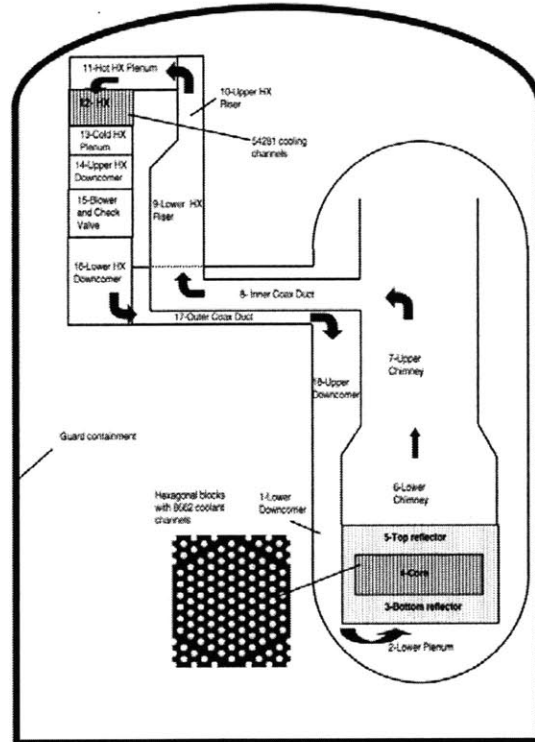 11-Hot HX Plenum
12- HX
10-Upper HX
Riser
54281 cooling
channels
13-Cold HX
Plenum
14-Upper HX
Downcomer
15-Blower
and Check
Valve
9-Lower HX
Riser
16-Lower HX
Downcomer
8- Inner Coax Duct
17-Outer Coax Duct
7-Upper
Chimney
18-Upper
Downcomer
Guard containment
Hexagonal blocks
with 8662 coolant
channels
1-Lower
Downcomer
6-Lower
Chimney
5-Top reflector
4-Core
3-Bottom reflector
2-Lower Plenum